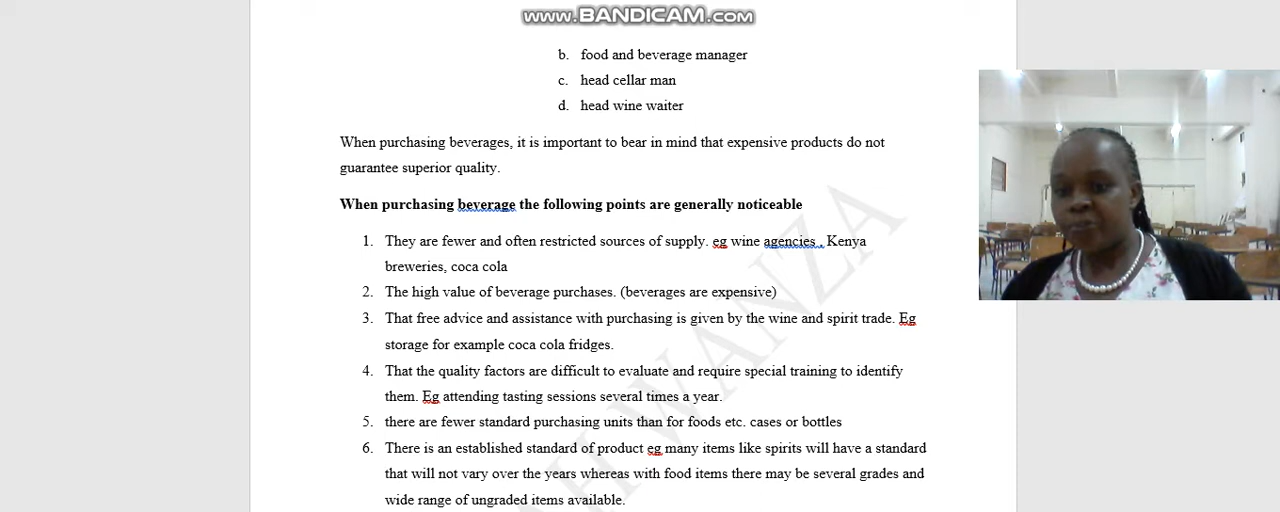 www.BANDICAM.com
b. food and beverage manager
c. head cellar man
d. head wine waiter
When purchasing beverages, it is important to bear in mind that expensive products do not
guarantee superior quality.
When purchasing beverage the following points are generally noticeable
1. They are fewer and often restricted sources of supply. eg wine agencies , Kenya
breweries, coca cola
2. The high value of beverage purchases. (beverages are expensive)
3. That free advice and assistance with purchasing is given by the wine and spirit trade. Eg
storage for example coca cola fridges.
4. That the quality factors are difficult to evaluate and require special training to identify
them. Eg attending tasting sessions several times a year.
5. there are fewer standard purchasing units than for foods etc. cases or bottles
6. There is an established standard of product eg many items like spirits will have a standard
that will not vary over the years whereas with food items there may be several grades and
wide range of ungraded items available.
WANZA